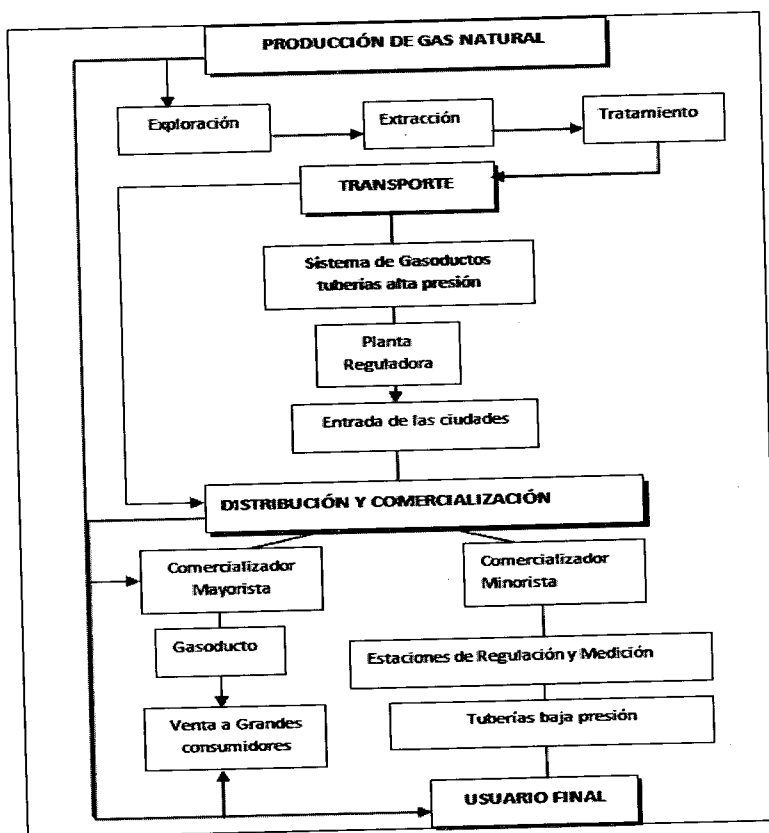 PRODUCCIÓN DE GAS NATURAL
Exploración
Extracción
Tratamiento
TRANSPORTE
Sistema de Gasoductos
tuberías alta presión
Planta
Reguladora
Entrada de las ciudades
DISTRIBUCIÓN Y COMERCIALIZACIÓN
Comercializador
Mayorista
Comercializador
Minorista
Gasoducto
Estaciones de Regulación y Medición
Venta a Grandes
consumidores
Tuberías baja presión
USUARIO FINAL